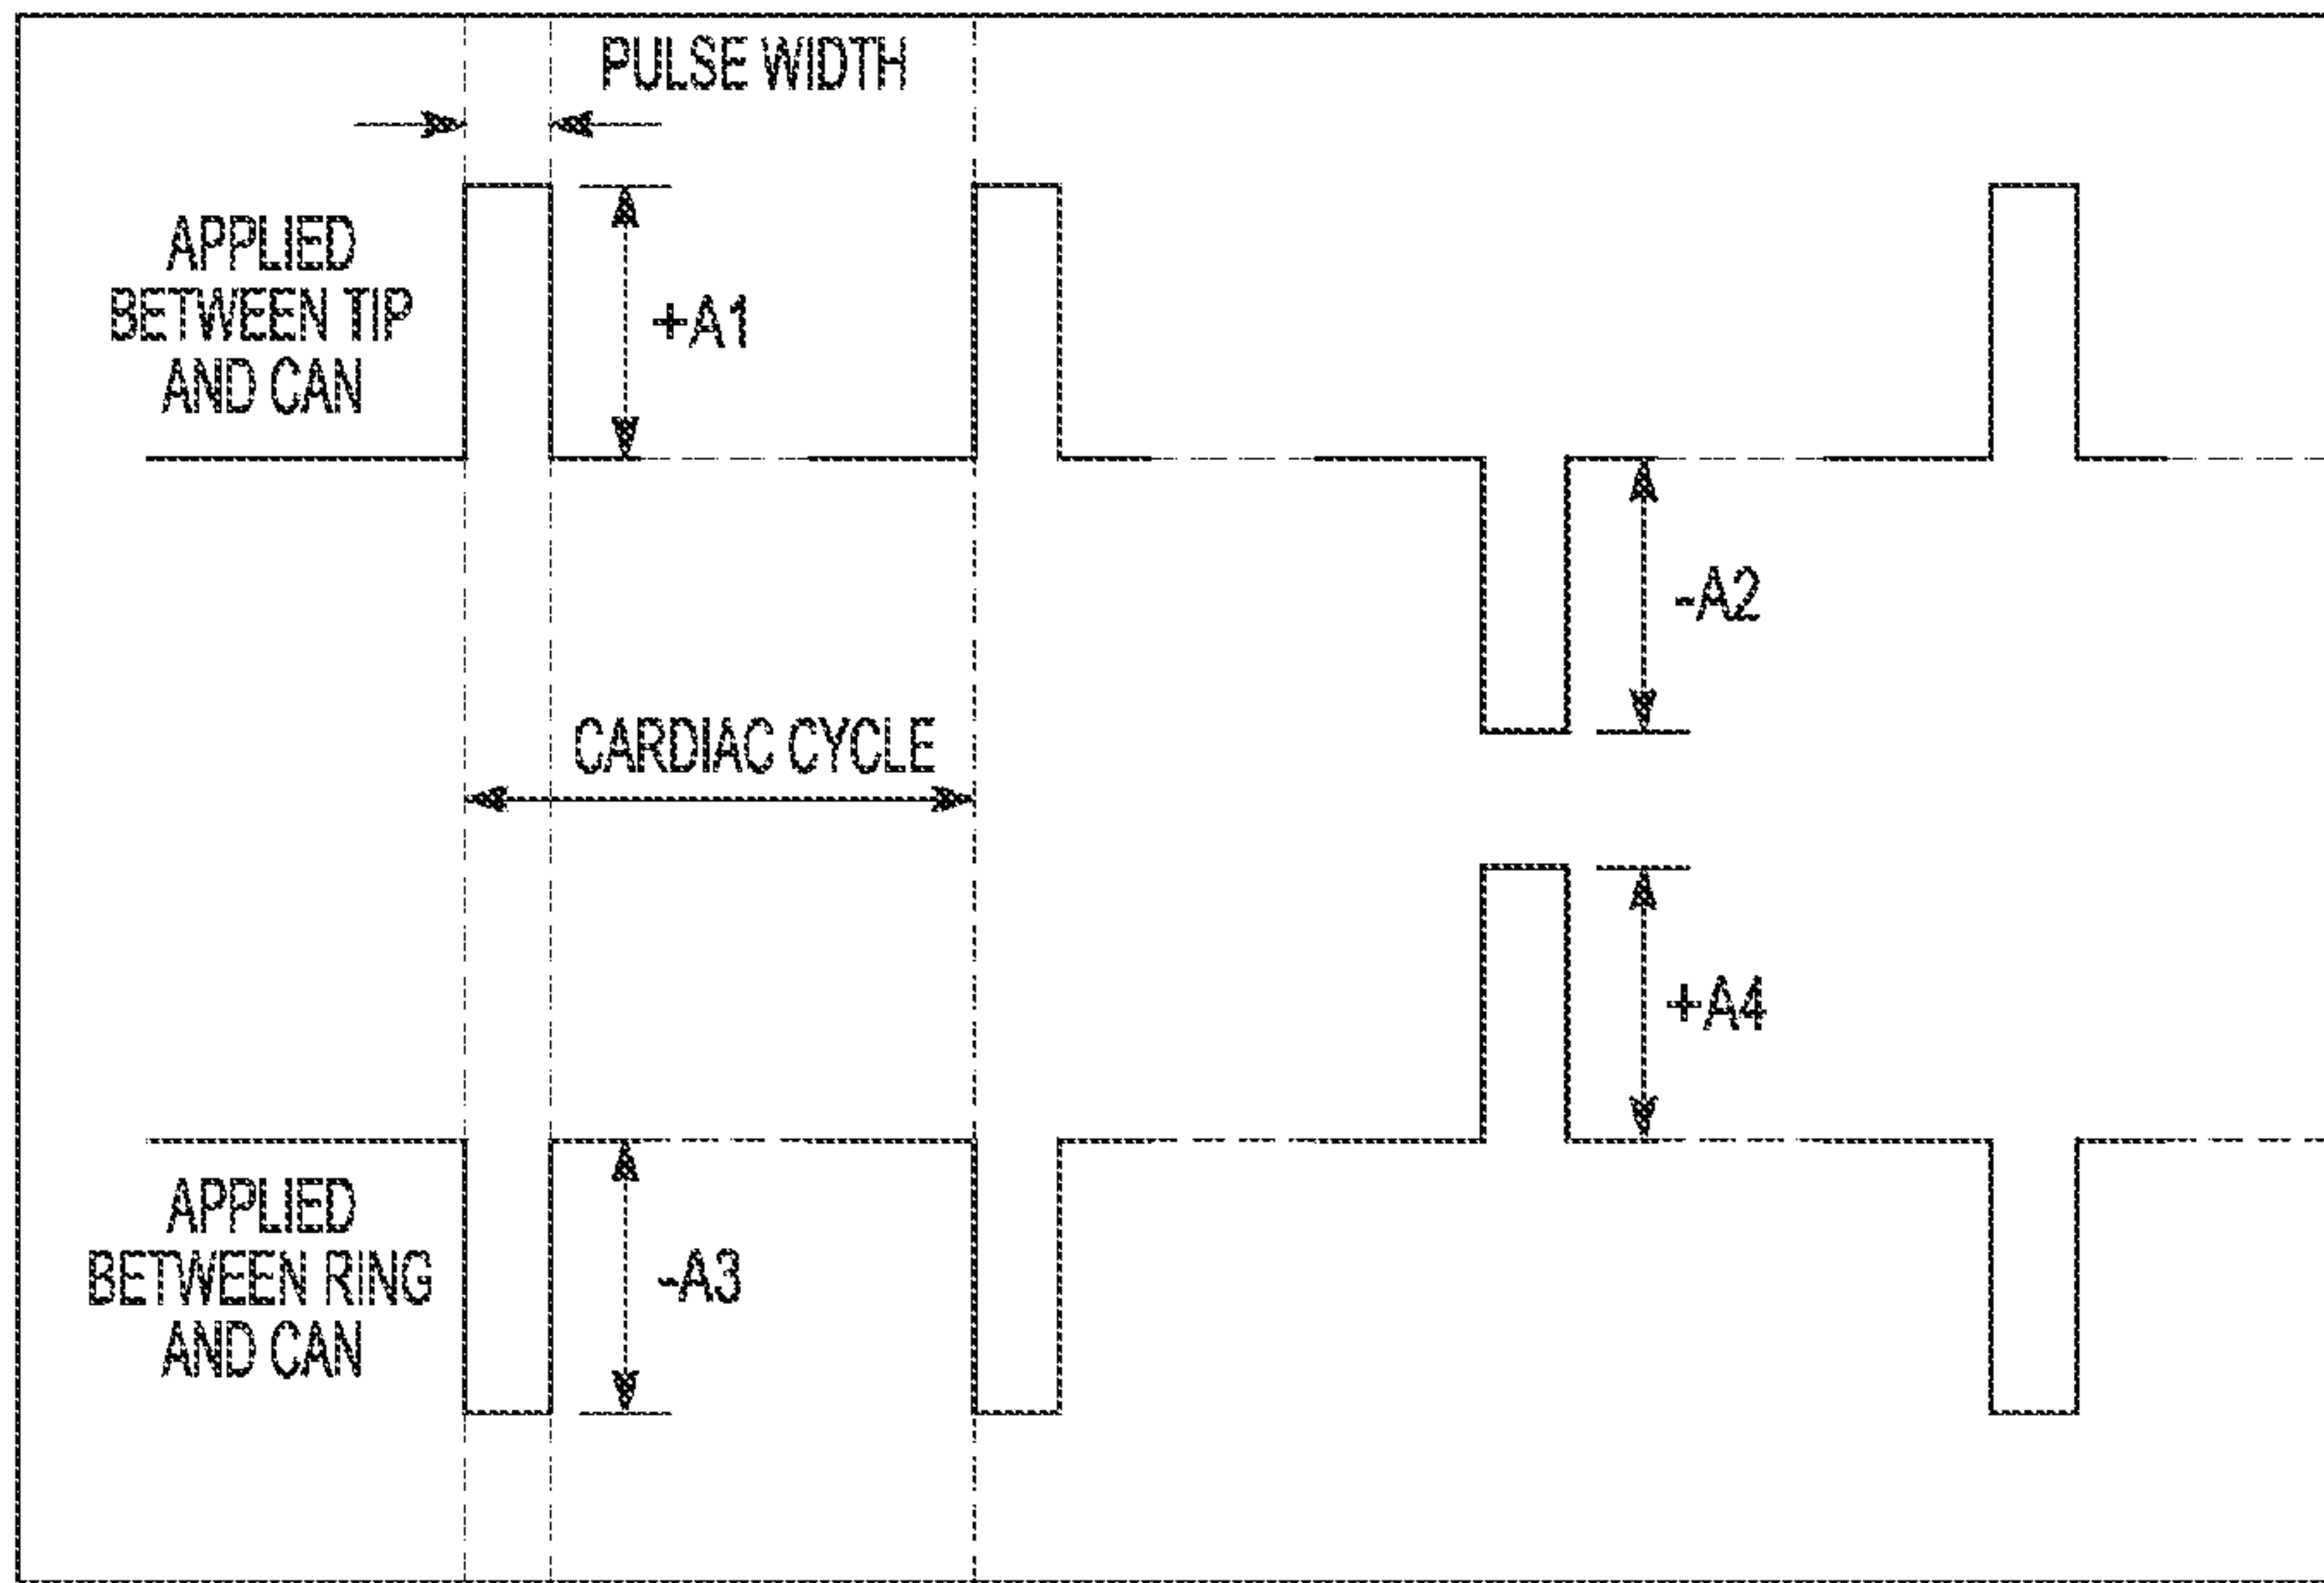 PULSE WIDTH
APPLIED
BETWEEN TIP
AND CAN
+A1
-A2
CARDIAC CYCLE
+A4
APPLIED
BETWEEN RING
AND CAN
-A3